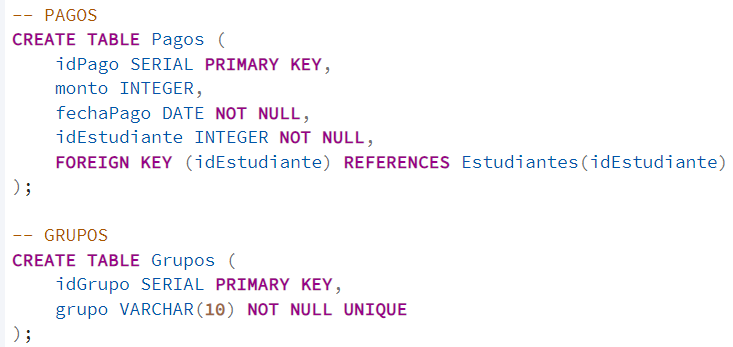 -- PAGOS
CREATE TABLE Pagos (
    idPago SERIAL PRIMARY KEY,
    monto INTEGER,
    fechaPago DATE NOT NULL,
    idEstudiante INTEGER NOT NULL,
    FOREIGN KEY (idEstudiante) REFERENCES Estudiantes(idEstudiante)
);

-- GRUPOS
CREATE TABLE Grupos (
    idGrupo SERIAL PRIMARY KEY,
    grupo VARCHAR(10) NOT NULL UNIQUE
);